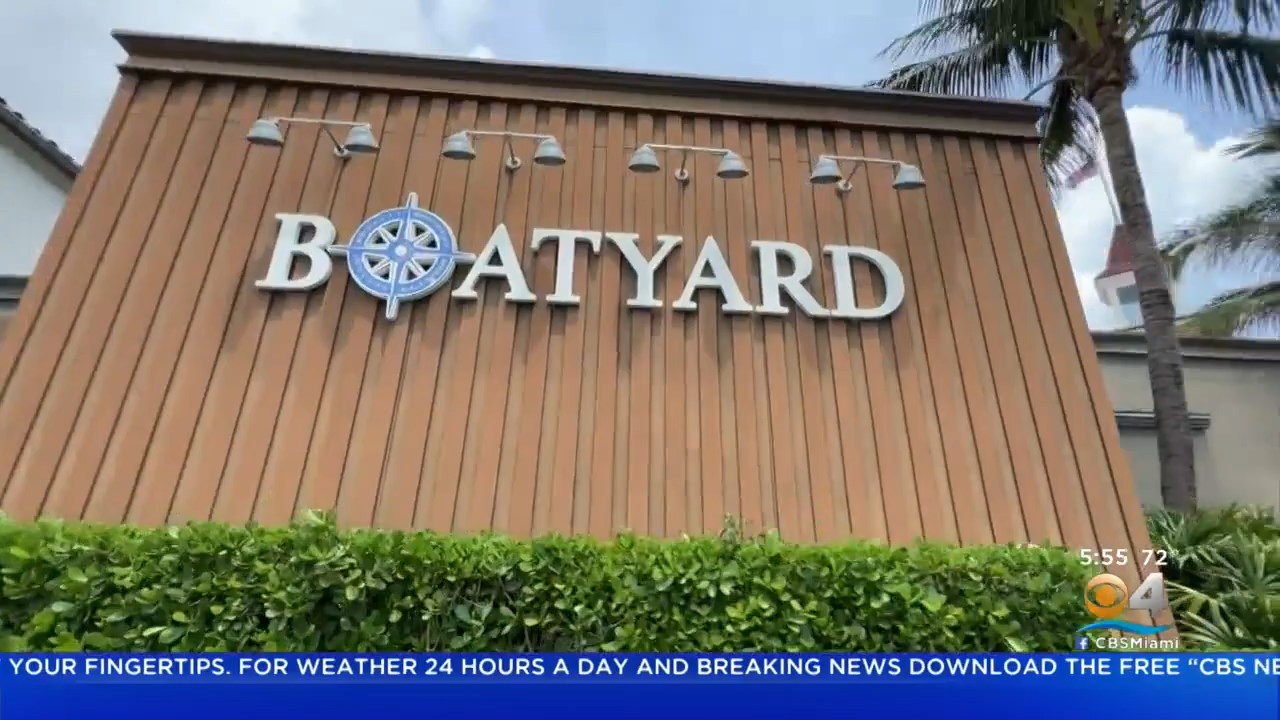 BOATYARD
5:55 72°
4
CBSMiami
YOUR FINGERTIPS. FOR WEATHER 24 HOURS A DAY AND BREAKING NEWS DOWNLOAD THE FREE “CBS NE